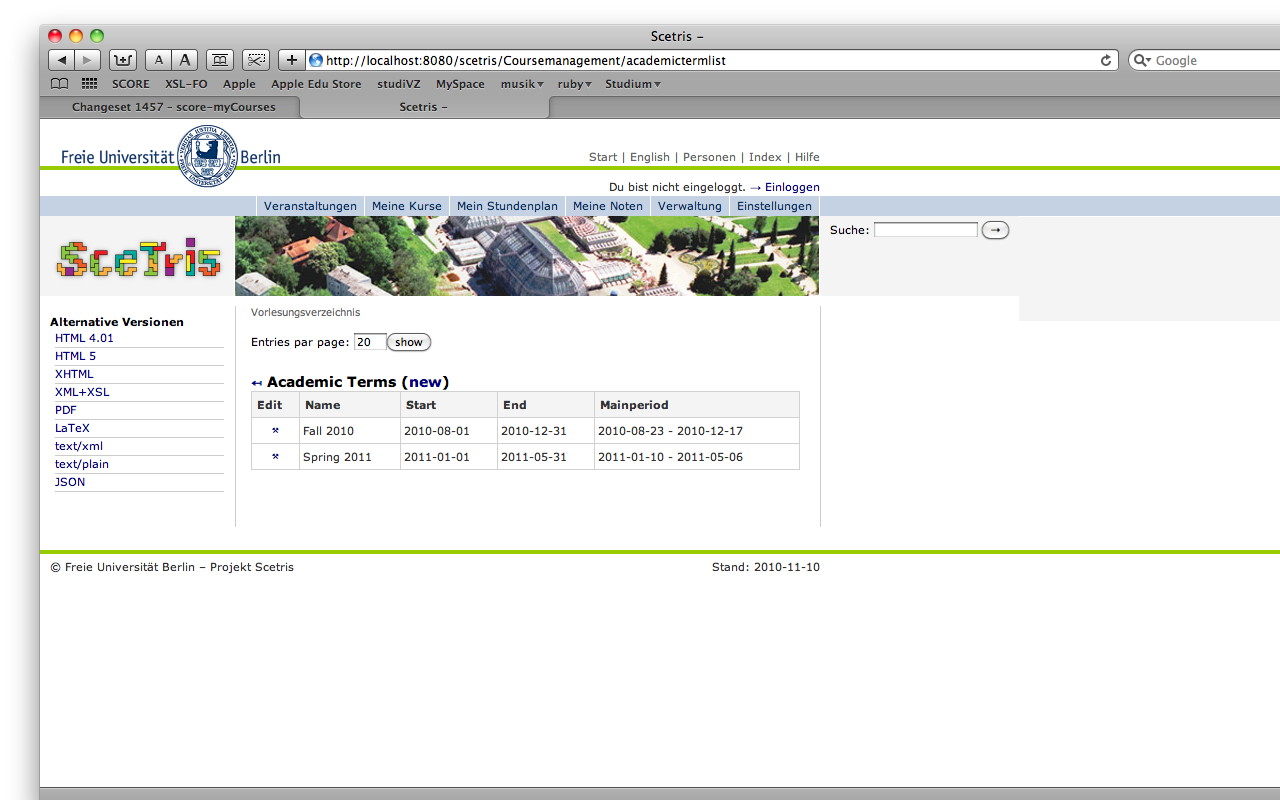 Scetris –
A A + http://localhost:8080/scetris/Coursemanagement/academictermlist Google
SCORE XSL-FO Apple Apple Edu Store studiVZ MySpace musik▾ ruby▾ Studium▾
Changeset 1457 – score-myCourses Scetris –
Freie Universität Berlin
Start | English | Personen | Index | Hilfe
Du bist nicht eingeloggt. → Einloggen
Veranstaltungen Meine Kurse Mein Stundenplan Meine Noten Verwaltung Einstellungen
SceTris
Suche: →
Alternative Versionen
HTML 4.01
HTML 5
XHTML
XML+XSL
PDF
LaTeX
text/xml
text/plain
JSON
Vorlesungsverzeichnis
Entries par page: 20 show
↤ Academic Terms (new)
Edit Name Start End Mainperiod
⚒ Fall 2010 2010-08-01 2010-12-31 2010-08-23 - 2010-12-17
⚒ Spring 2011 2011-01-01 2011-05-31 2011-01-10 - 2011-05-06
© Freie Universität Berlin – Projekt Scetris Stand: 2010-11-10